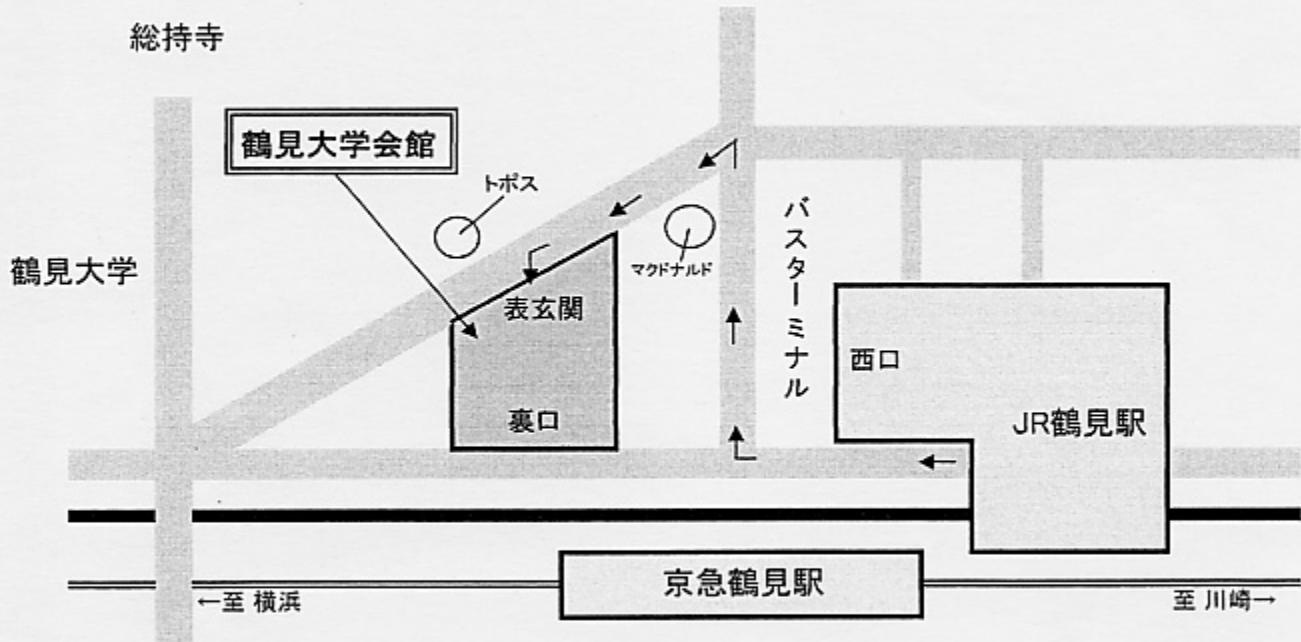 総持寺
鶴見大学会館
トポス
鶴見大学
マクドナルド
バスターミナル
表玄関
裏口
西口
JR鶴見駅
京急鶴見駅
←至 横浜
至 川崎→